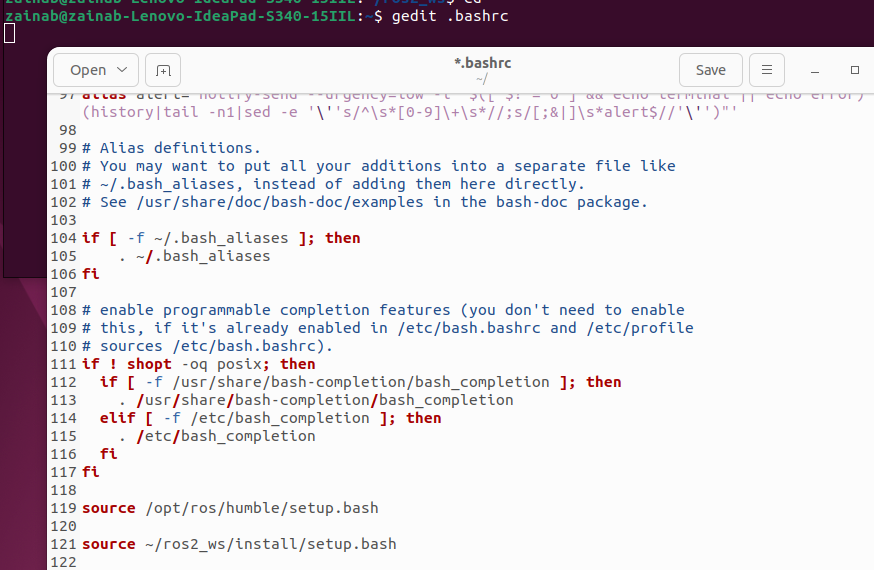 zainab@zainab-Lenovo-IdeaPad-S340-15IIL:~/ros2_ws$ cd
zainab@zainab-Lenovo-IdeaPad-S340-15IIL:~$ gedit .bashrc
Open
*.bashrc
~/
Save
97 alias alert='notify-send --urgency=low -i "$([ $? = 0 ] && echo terminal || echo error)
(history|tail -n1|sed -e '\''s/^\s*[0-9]\+\s*//;s/[;&|]\s*alert$//'\'')"'
98
99 # Alias definitions.
100 # You may want to put all your additions into a separate file like
101 # ~/.bash_aliases, instead of adding them here directly.
102 # See /usr/share/doc/bash-doc/examples in the bash-doc package.
103
104 if [ -f ~/.bash_aliases ]; then
105     . ~/.bash_aliases
106 fi
107
108 # enable programmable completion features (you don't need to enable
109 # this, if it's already enabled in /etc/bash.bashrc and /etc/profile
110 # sources /etc/bash.bashrc).
111 if ! shopt -oq posix; then
112   if [ -f /usr/share/bash-completion/bash_completion ]; then
113     . /usr/share/bash-completion/bash_completion
114   elif [ -f /etc/bash_completion ]; then
115     . /etc/bash_completion
116   fi
117 fi
118
119 source /opt/ros/humble/setup.bash
120
121 source ~/ros2_ws/install/setup.bash
122